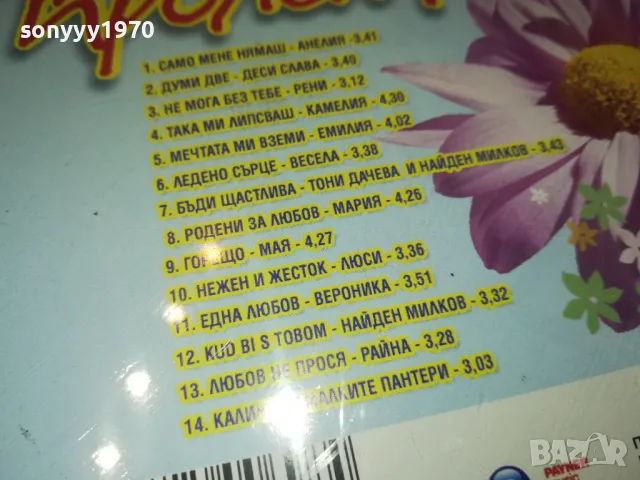 sonyyy1970
1. САМО МЕНЕ НЯМАШ - АНЕЛИЯ - 3,41
2. ДУМИ ДВЕ - ДЕСИ СЛАВА - 3,40
3. НЕ МОГА БЕЗ ТЕБЕ - РЕНИ - 3,12
4. ТАКА МИ ЛИПСВАШ - КАМЕЛИЯ - 4,30
5. МЕЧТАТА МИ ВЗЕМИ - ЕМИЛИЯ - 4,02
6. ЛЕДЕНО СЪРЦЕ - ВЕСЕЛА - 3,38
7. БЪДИ ЩАСТЛИВА - ТОНИ ДАЧЕВА И НАЙДЕН МИЛКОВ - 3,43
8. РОДЕНИ ЗА ЛЮБОВ - МАРИЯ - 4,26
9. ГОРЕЩО - МАЯ - 4,27
10. НЕЖЕН И ЖЕСТОК - ЛЮСИ - 3,36
11. ЕДНА ЛЮБОВ - ВЕРОНИКА - 3,51
12. KUD BI S TOBOM - НАЙДЕН МИЛКОВ - 3,32
13. ЛЮБОВ НЕ ПРОСЯ - РАЙНА - 3,28
14. МАЛКИТЕ ПАНТЕРИ - 3,03
BAZAR
bg